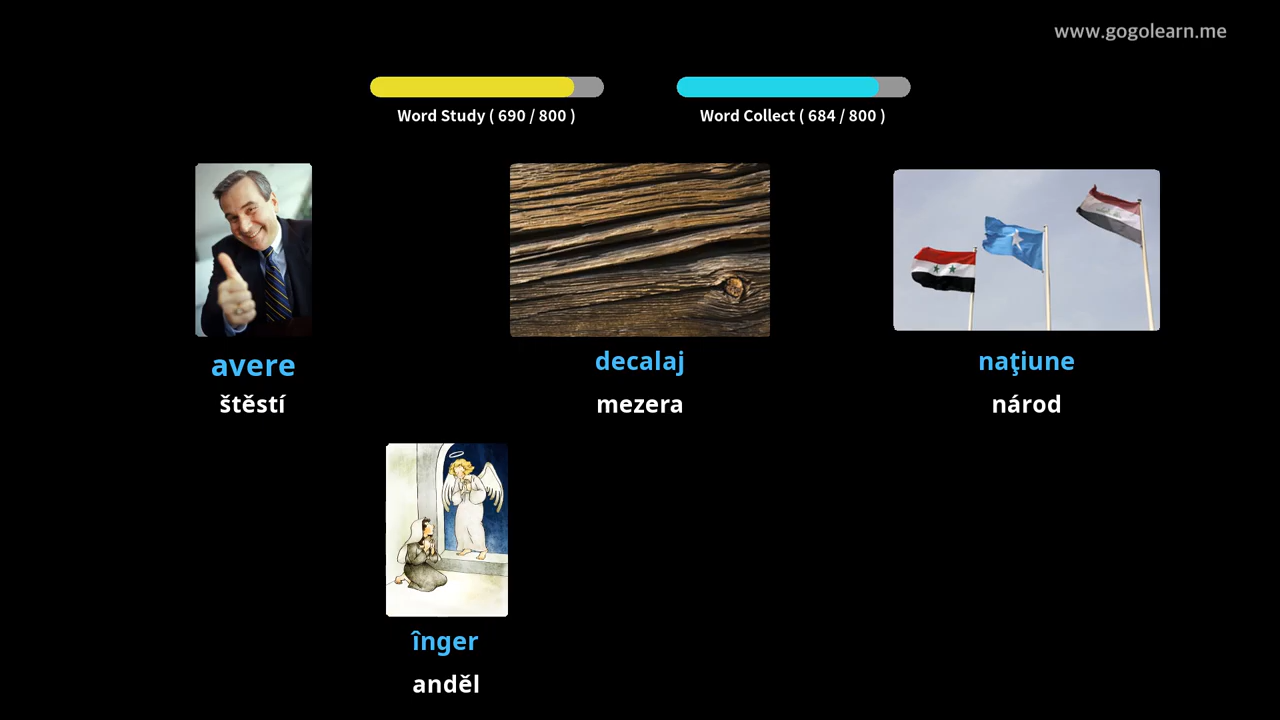 www.gogolearn.me
Word Study ( 690 / 800 )
Word Collect ( 684 / 800 )
avere
decalaj
naţiune
štěstí
mezera
národ
înger
anděl